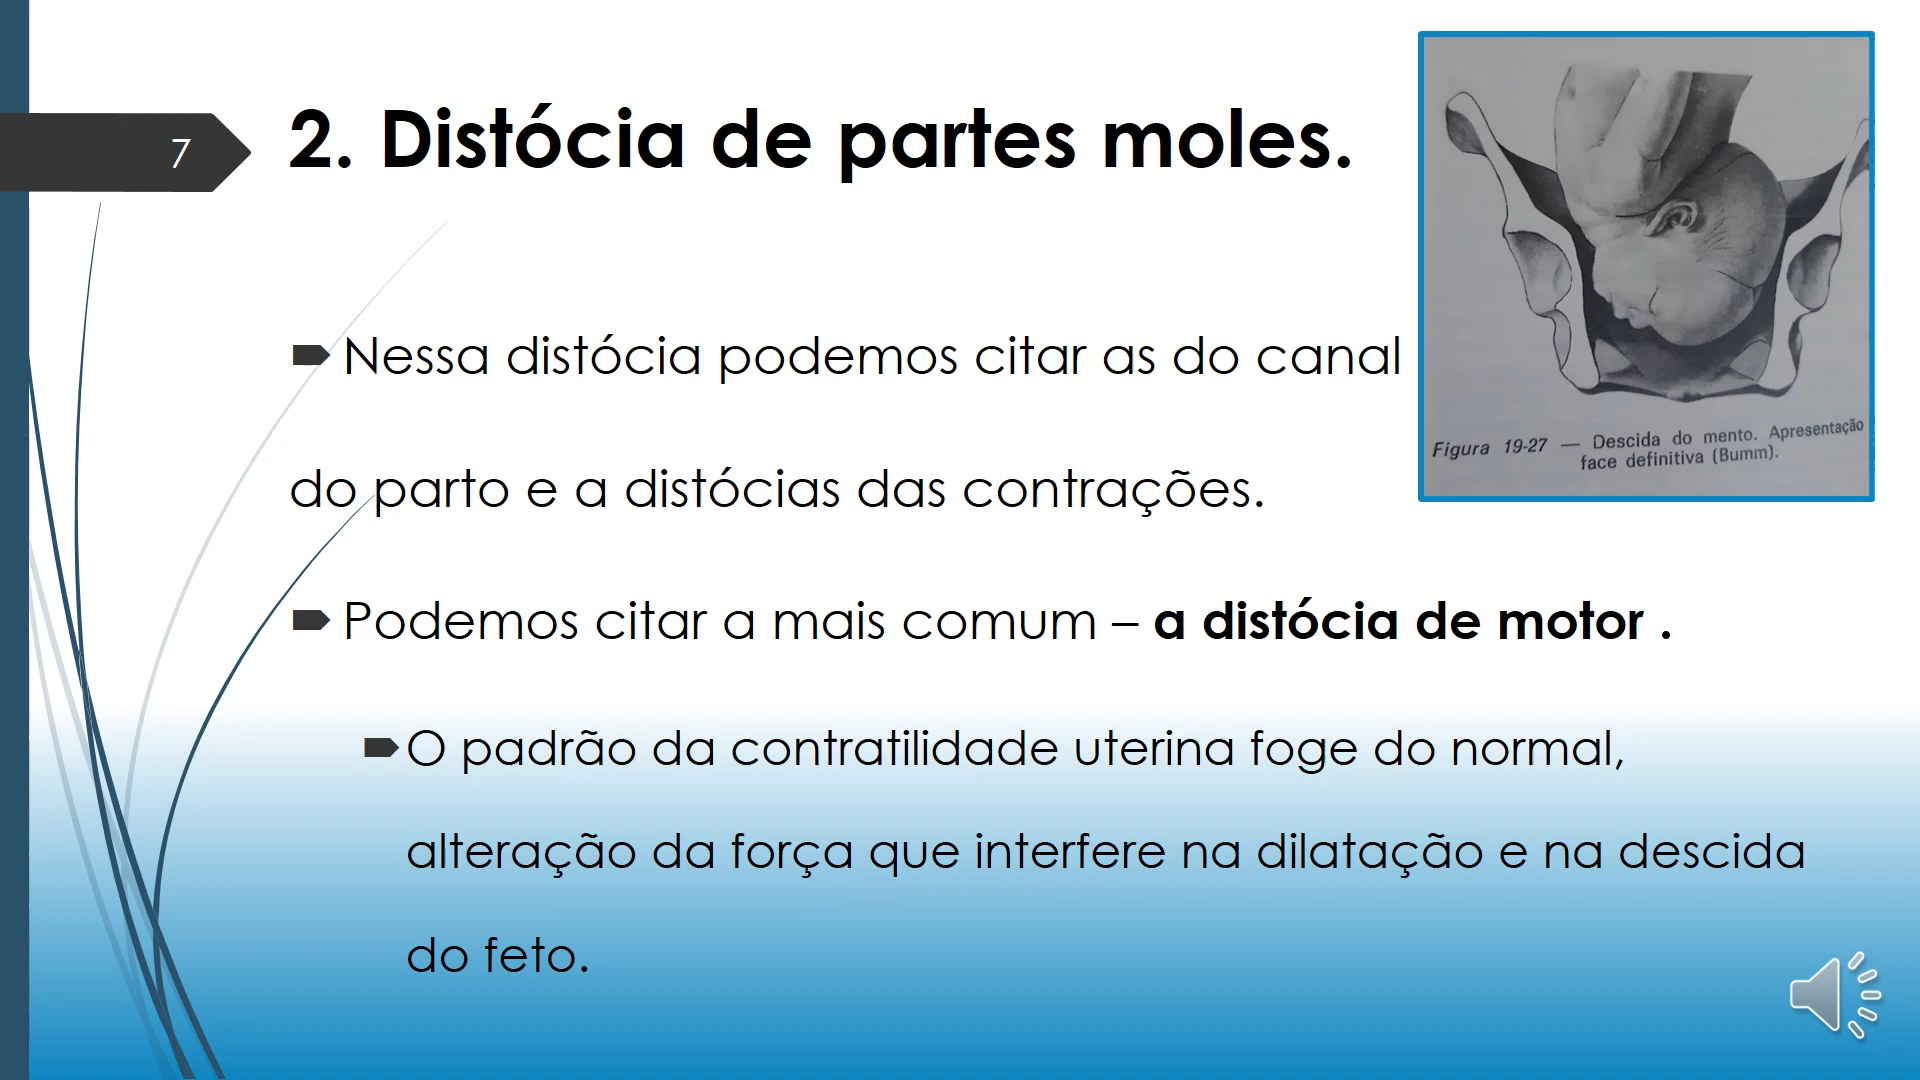 7
2. Distócia de partes moles.
Nessa distócia podemos citar as do canal
do parto e a distócias das contrações.
Podemos citar a mais comum – a distócia de motor .
O padrão da contratilidade uterina foge do normal,
alteração da força que interfere na dilatação e na descida
do feto.
Figura 19-27 — Descida do mento. Apresentação
face definitiva (Bumm).